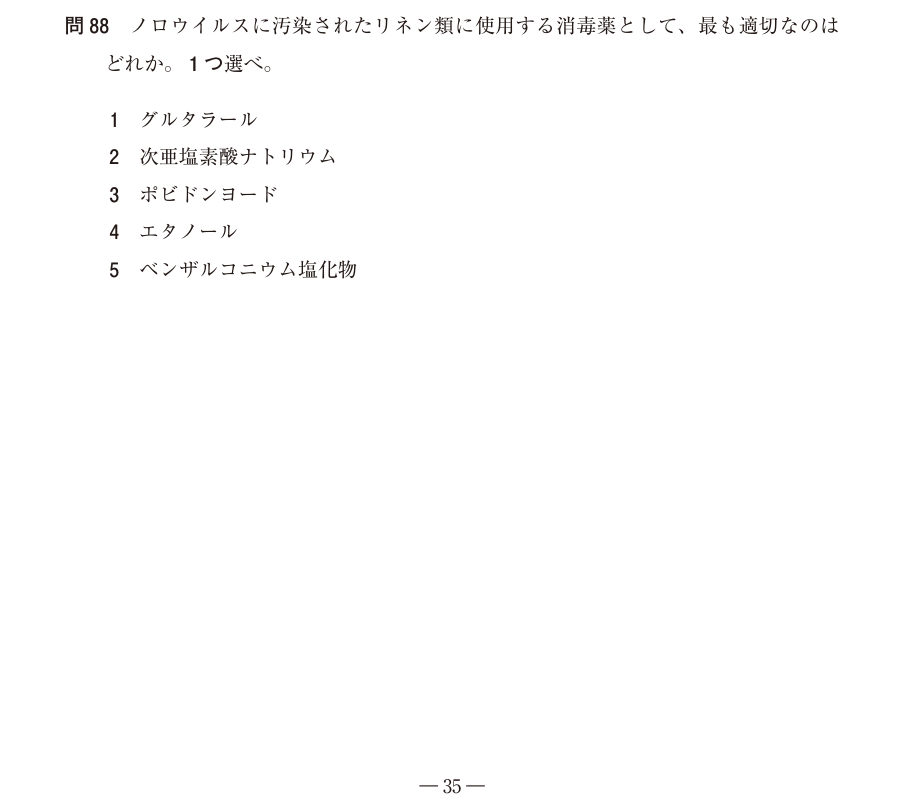 問 88　ノロウイルスに汚染されたリネン類に使用する消毒薬として、最も適切なのは
どれか。1つ選べ。
1　グルタラール
2　次亜塩素酸ナトリウム
3　ポビドンヨード
4　エタノール
5　ベンザルコニウム塩化物
― 35 ―